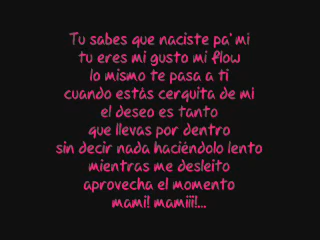 Tu sabes que naciste pa' mi
tu eres mi gusto mi flow
lo mismo te pasa a ti
cuando estás cerquita de mi
el deseo es tanto
que llevas por dentro
sin decir nada haciéndolo lento
mientras me desleito
aprovecha el momento
mami! mamiii!...